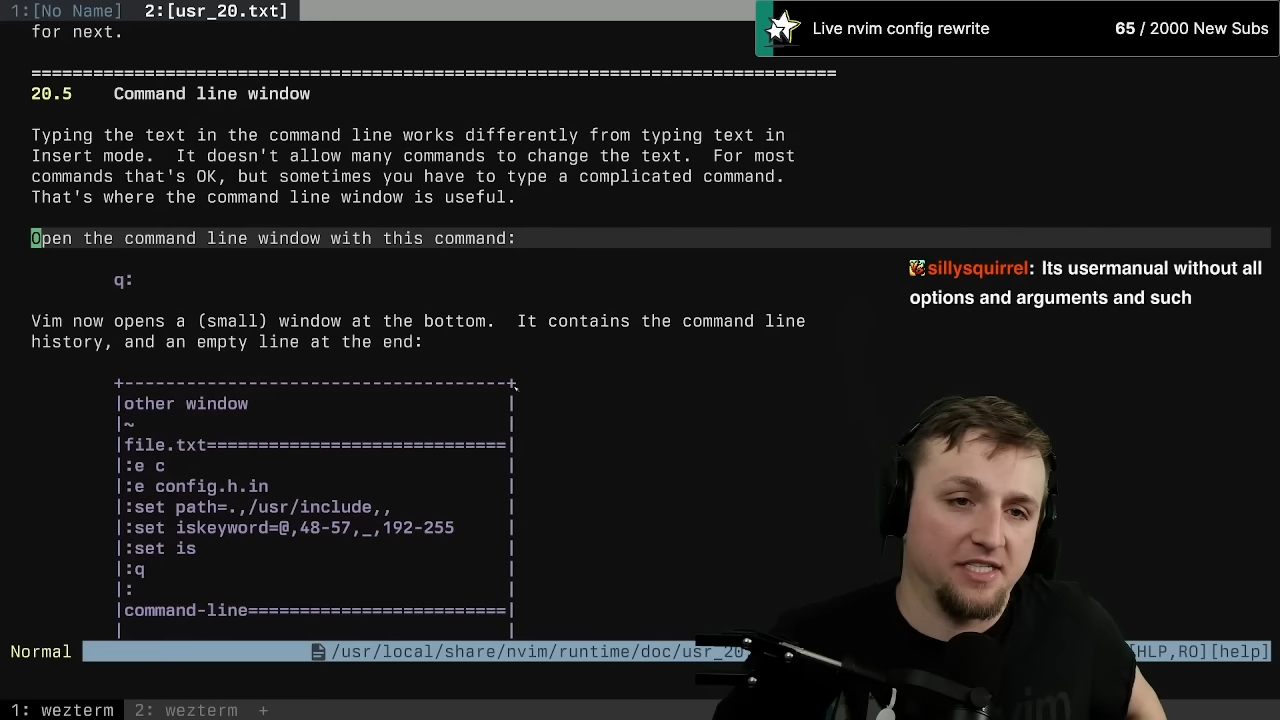 1:[No Name]  2:[usr_20.txt]
for next.
Live nvim config rewrite
65 / 2000 New Subs
==============================================================================
20.5    Command line window
Typing the text in the command line works differently from typing text in
Insert mode.  It doesn't allow many commands to change the text.  For most
commands that's OK, but sometimes you have to type a complicated command.
That's where the command line window is useful.
Open the command line window with this command:
q:
sillysquirrel: Its usermanual without all
options and arguments and such
Vim now opens a (small) window at the bottom.  It contains the command line
history, and an empty line at the end:
+-------------------------------------+
|other window                         |
|~                                    |
|file.txt=============================|
|:e c                                 |
|:e config.h.in                       |
|:set path=.,/usr/include,,           |
|:set iskeyword=@,48-57,_,192-255     |
|:set is                              |
|:q                                   |
|:                                    |
|command-line=========================|
|                                     |
Normal /usr/local/share/nvim/runtime/doc/usr_20 [HLP,RO][help]
1: wezterm  2: wezterm  +